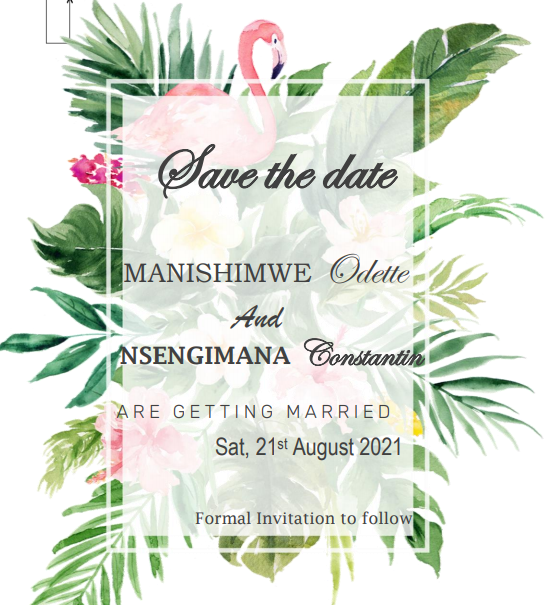 Save the date
MANISHIMWE Odette
And
NSENGIMANA Constantin
ARE GETTING MARRIED
Sat, 21st August 2021
Formal Invitation to follow